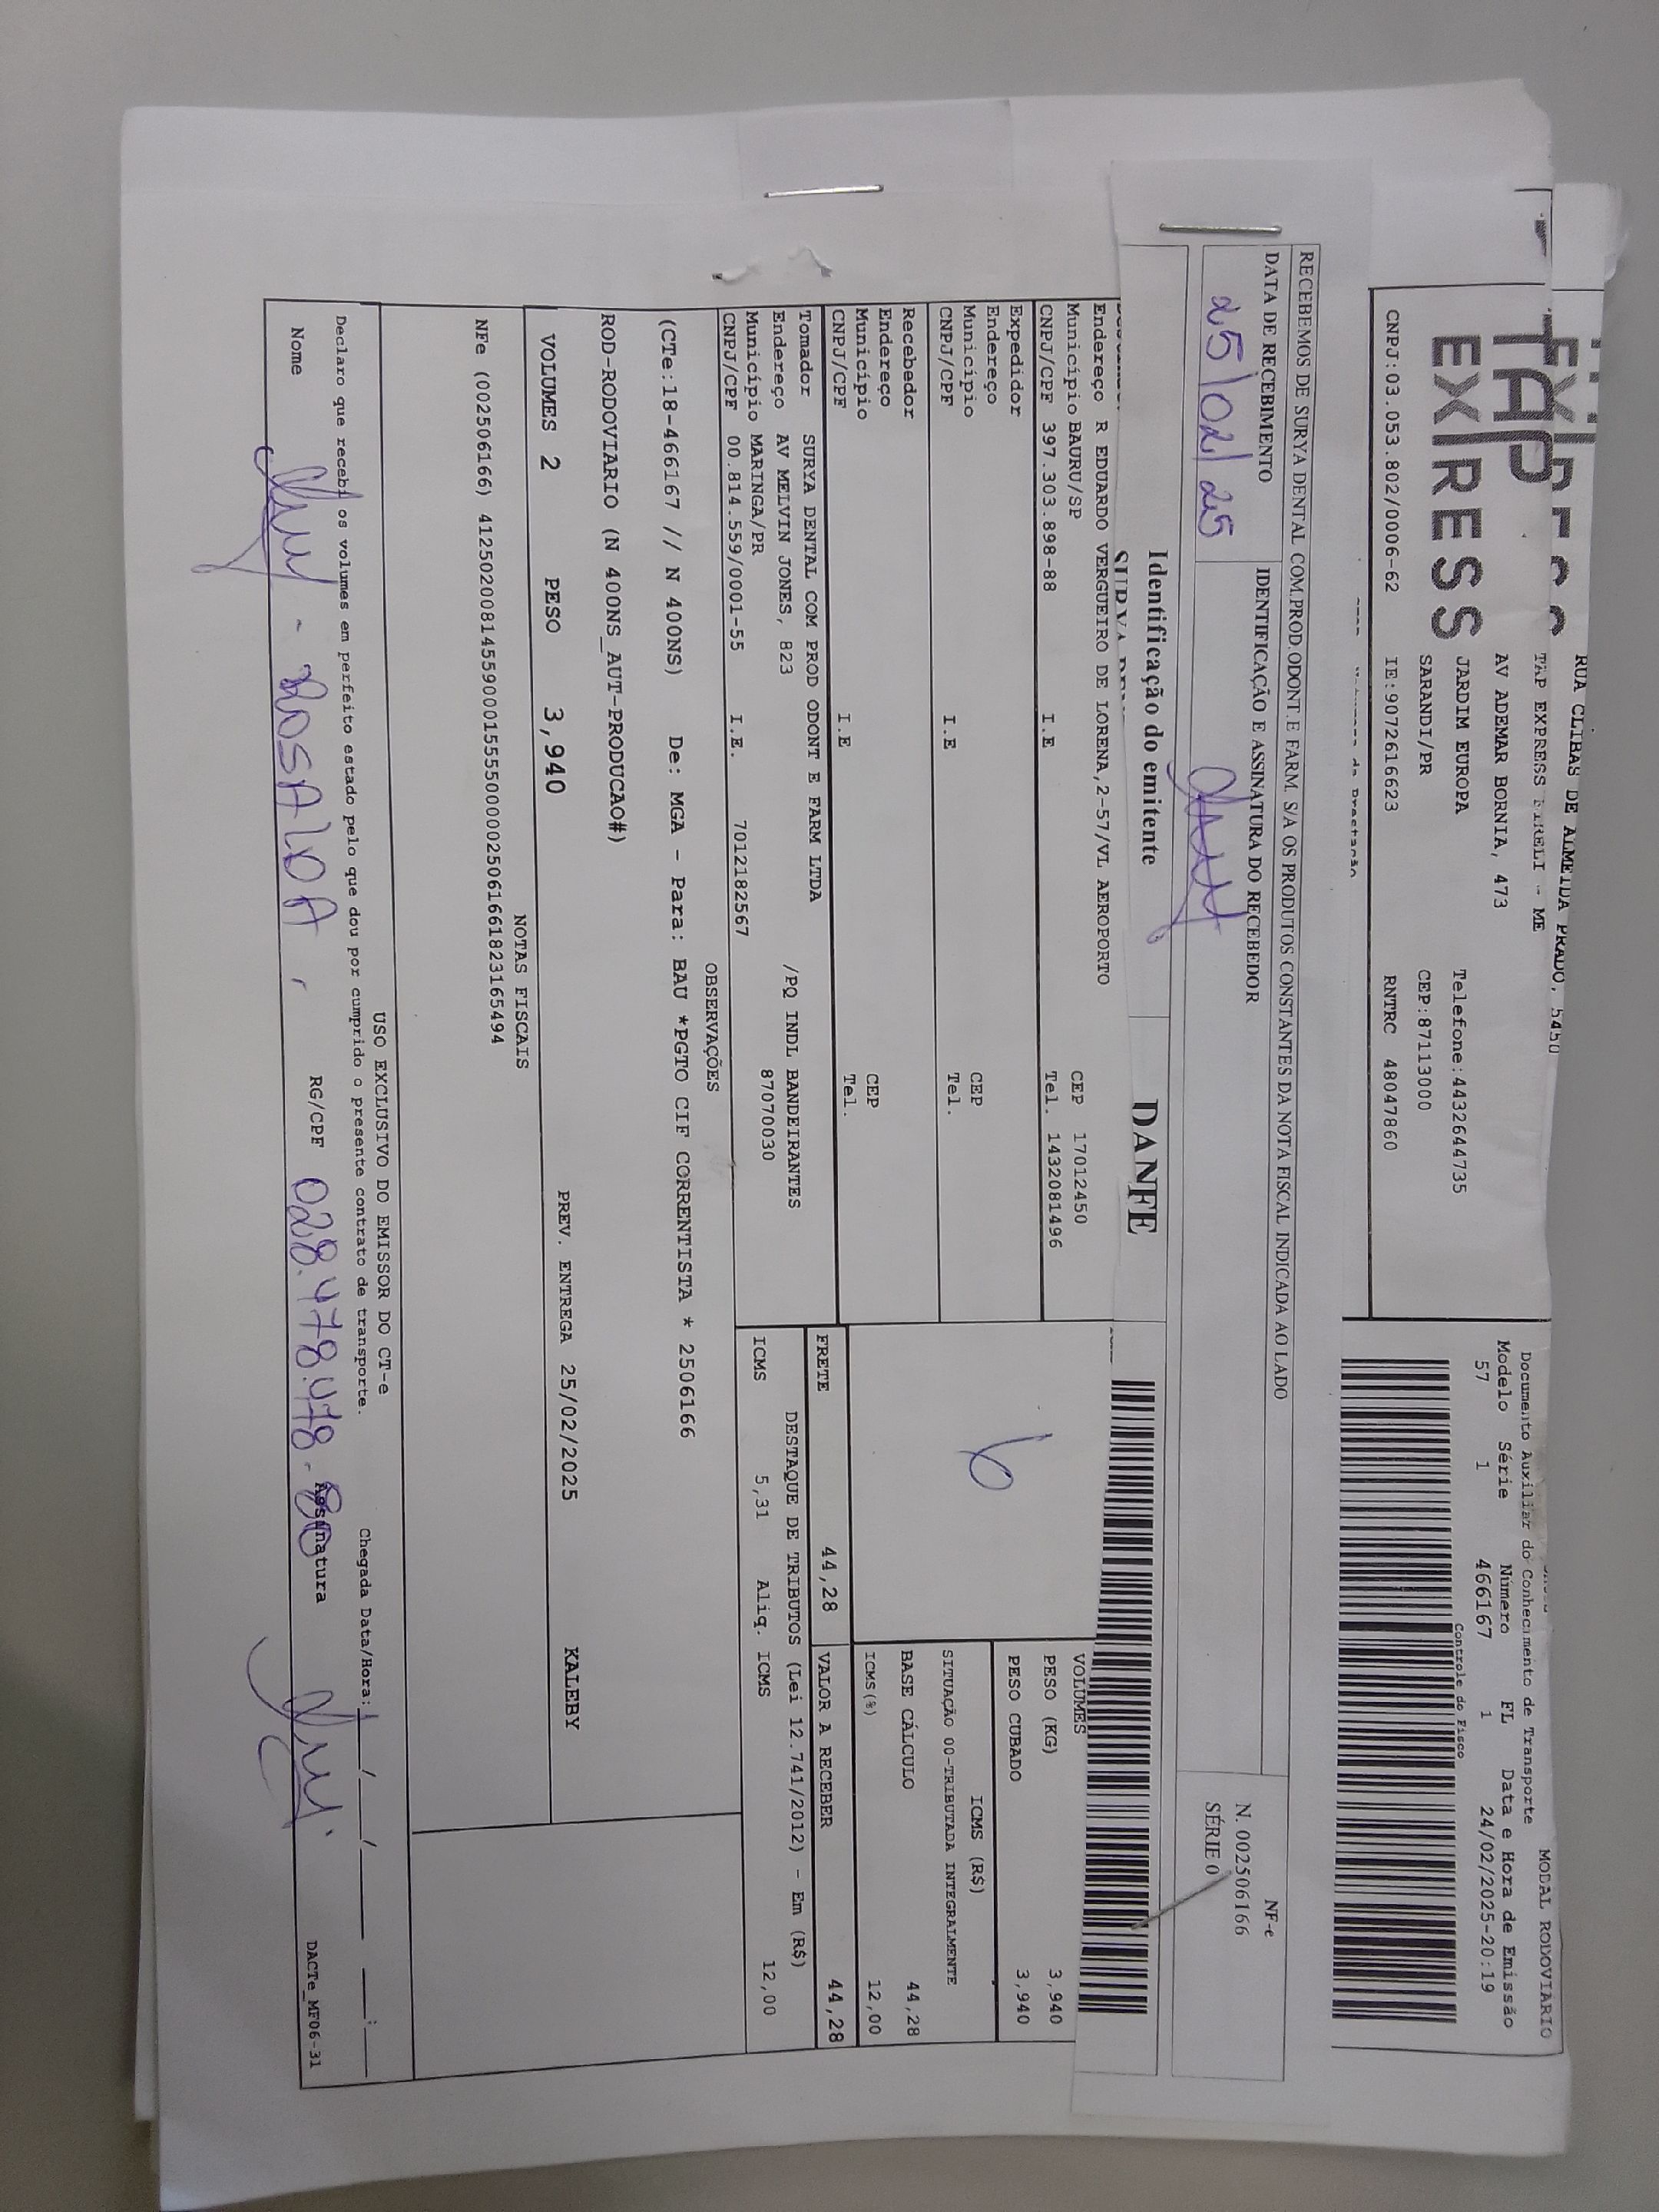 RUA CLIBAS DE ALMEIDA PRADO, 5450
TAP EXPRESS EIRELI - ME
TAP
EXPRESS
AV ADEMAR BORNIA, 473
JARDIM EUROPA Telefone:4432644735
SARANDI/PR CEP:87113000
CNPJ:03.053.802/0006-62 IE:9072616623 RNTRC 48047860
MODAL RODOVIÁRIO
Documento Auxiliar do Conhecimento de Transporte
Modelo Série Número FL Data e Hora de Emissão
57 1 466167 1 24/02/2025-20:19
Controle do Fisco
RECEBEMOS DE SURYA DENTAL COM.PROD.ODONT.E FARM. S/A OS PRODUTOS CONSTANTES DA NOTA FISCAL INDICADA AO LADO
DATA DE RECEBIMENTO IDENTIFICAÇÃO E ASSINATURA DO RECEBEDOR
25/02/25
NF-e
N. 002506166
SÉRIE 0
Identificação do emitente DANFE
Endereço R EDUARDO VERGUEIRO DE LORENA,2-57/VL AEROPORTO
Município BAURU/SP CEP 17012450
CNPJ/CPF 397.303.898-88 I.E Tel. 1432081496
Expedidor
Endereço
Município CEP
CNPJ/CPF I.E Tel.
Recebedor
Endereço
Município CEP
CNPJ/CPF I.E Tel.
6
VOLUMES
PESO (KG) 3,940
PESO CUBADO 3,940
ICMS (R$)
SITUAÇÃO 00-TRIBUTADA INTEGRALMENTE
BASE CÁLCULO 44,28
ICMS(%) 12,00
Tomador SURYA DENTAL COM PROD ODONT E FARM LTDA
Endereço AV MELVIN JONES, 823 /PQ INDL BANDEIRANTES
Município MARINGA/PR 87070030
CNPJ/CPF 00.814.559/0001-55 I.E. 7012182567
FRETE 44,28 VALOR A RECEBER 44,28
DESTAQUE DE TRIBUTOS (Lei 12.741/2012) - Em (R$)
ICMS 5,31 Aliq. ICMS 12,00
OBSERVAÇÕES
(CTe:18-466167 // N 400NS) De: MGA - Para: BAU *PGTO CIF CORRENTISTA * 2506166
ROD-RODOVIARIO (N 400NS_AUT-PRODUCAO#)
VOLUMES 2 PESO 3,940 PREV. ENTREGA 25/02/2025 KALEBY
NOTAS FISCAIS
NFe (002506166) 41250200814559000155550000025061661823165494
USO EXCLUSIVO DO EMISSOR DO CT-e
Declaro que recebi os volumes em perfeito estado pelo que dou por cumprido o presente contrato de transporte. Chegada Data/Hora: / / :
Nome ROSALDA RG/CPF 028.478.478-80 Assinatura
DACTe_MF06-31